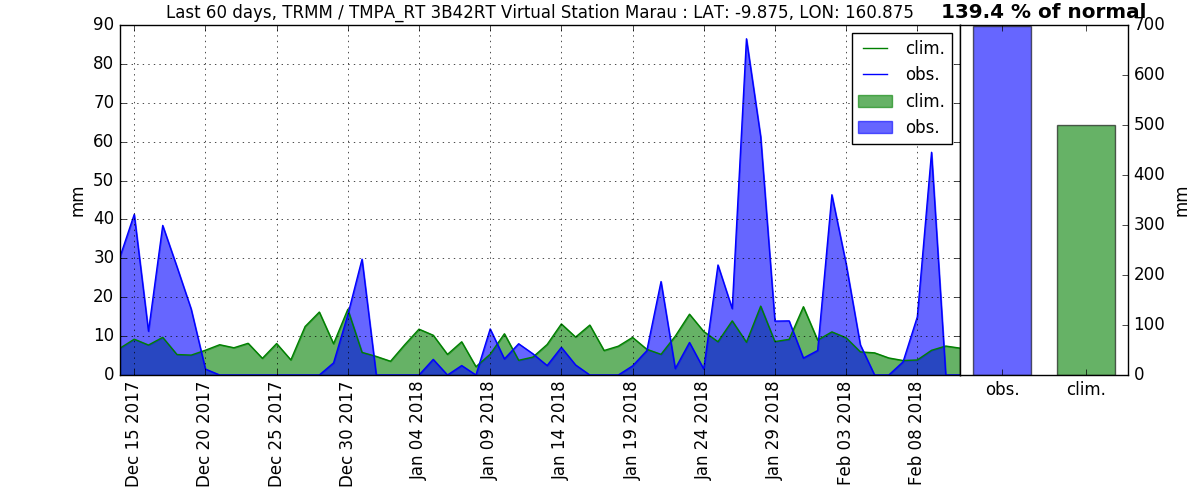 Last 60 days, TRMM / TMPA_RT 3B42RT Virtual Station Marau : LAT: -9.875, LON: 160.875
139.4 % of normal
90
80
70
60
50
40
30
20
10
0
mm
clim.
obs.
clim.
obs.
Dec 15 2017
Dec 20 2017
Dec 25 2017
Dec 30 2017
Jan 04 2018
Jan 09 2018
Jan 14 2018
Jan 19 2018
Jan 24 2018
Jan 29 2018
Feb 03 2018
Feb 08 2018
700
600
500
400
300
200
100
0
mm
obs.
clim.